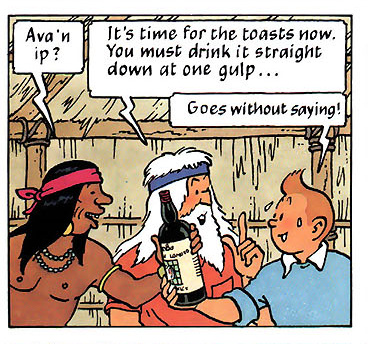 Ava'n
ip?
It's time for the toasts now.
You must drink it straight
down at one gulp...
Goes without saying!